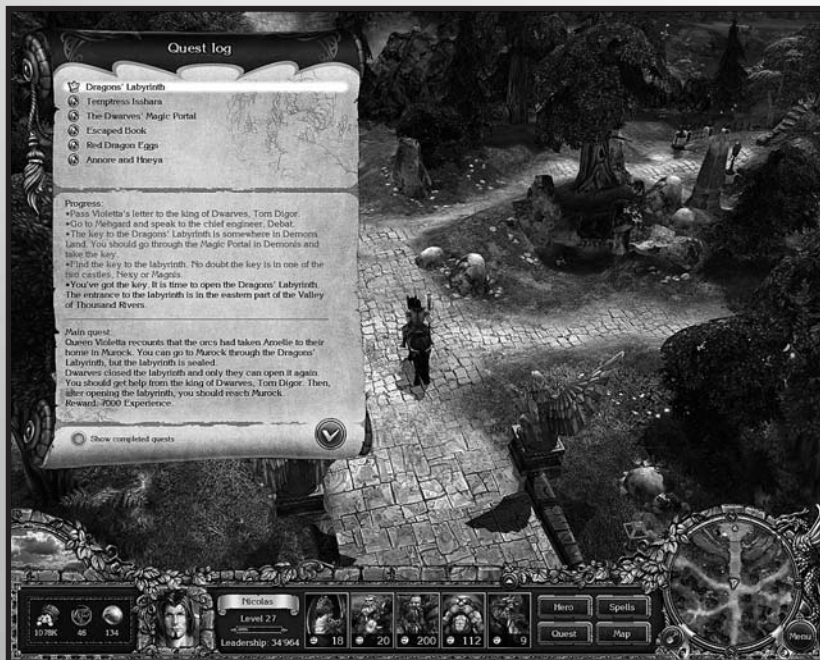 Quest log
Dragons' Labyrinth
Temptress Isshara
The Dwarves' Magic Portal
Escaped Book
Red Dragon Eggs
Annore and Hneya
Progress:
•Pass Violetta's letter to the king of Dwarves, Tom Digor.
•Go to Mehgard and speak to the chief engineer, Debat.
•The key to the Dragons' Labyrinth is somewhere in Demons
Land. You should go through the Magic Portal in Demonis and
take the key.
•Find the key to the labyrinth. No doubt the key is in one of the
two castles, Nexy or Magnis.
•You've got the key. It is time to open the Dragons' Labyrinth.
The entrance to the labyrinth is in the eastern part of the Valley
of Thousand Rivers.
Main quest:
Queen Violetta recounts that the orcs had taken Amelie to their
home in Murock. You can go to Murock through the Dragons'
Labyrinth, but the labyrinth is sealed.
Dwarves closed the labyrinth and only they can open it again.
You should get help from the king of Dwarves, Tom Digor. Then,
after opening the labyrinth, you should reach Murock.
Reward: 7000 Experience.
Show completed quests
1078K 46 134
Nicolas
Level 27
Leadership: 34'964
18 20 200 112 9
Hero Spells
Quest Map
Menu